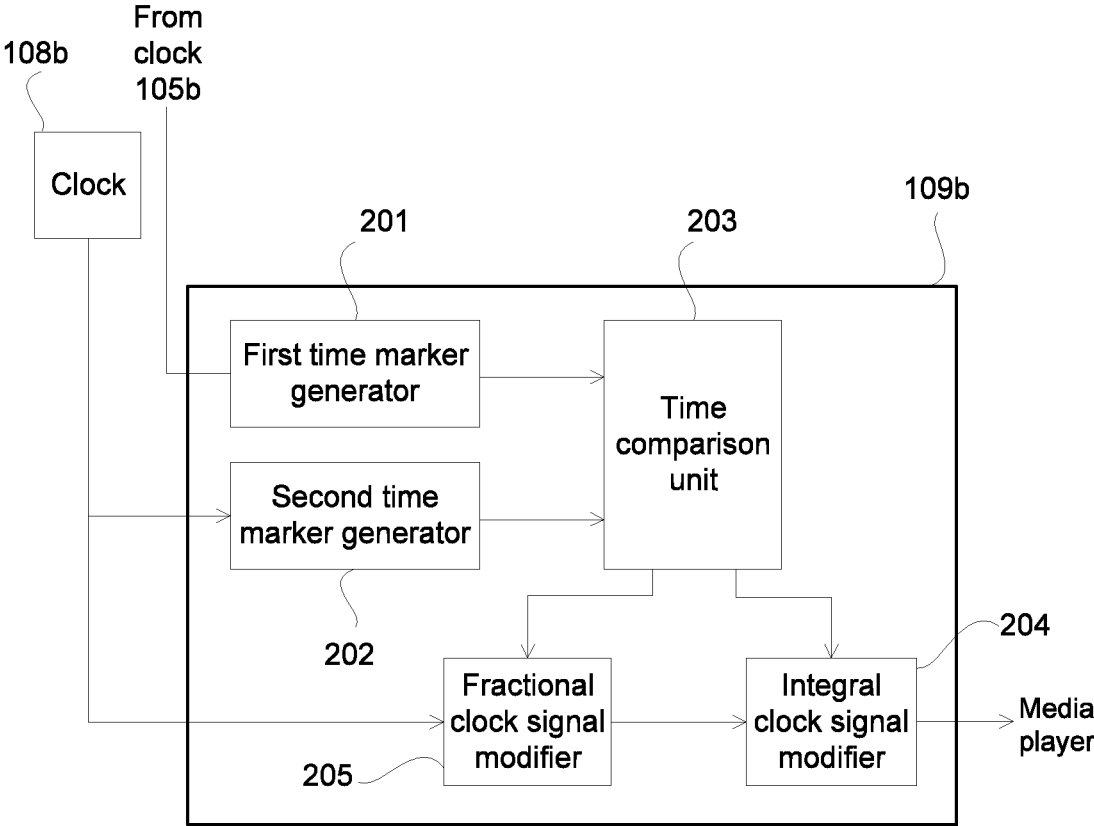 From
clock
105b
108b
Clock
109b
201
203
First time marker
generator
Time
comparison
unit
Second time
marker generator
202
204
Fractional
clock signal
modifier
Integral
clock signal
modifier
Media
player
205